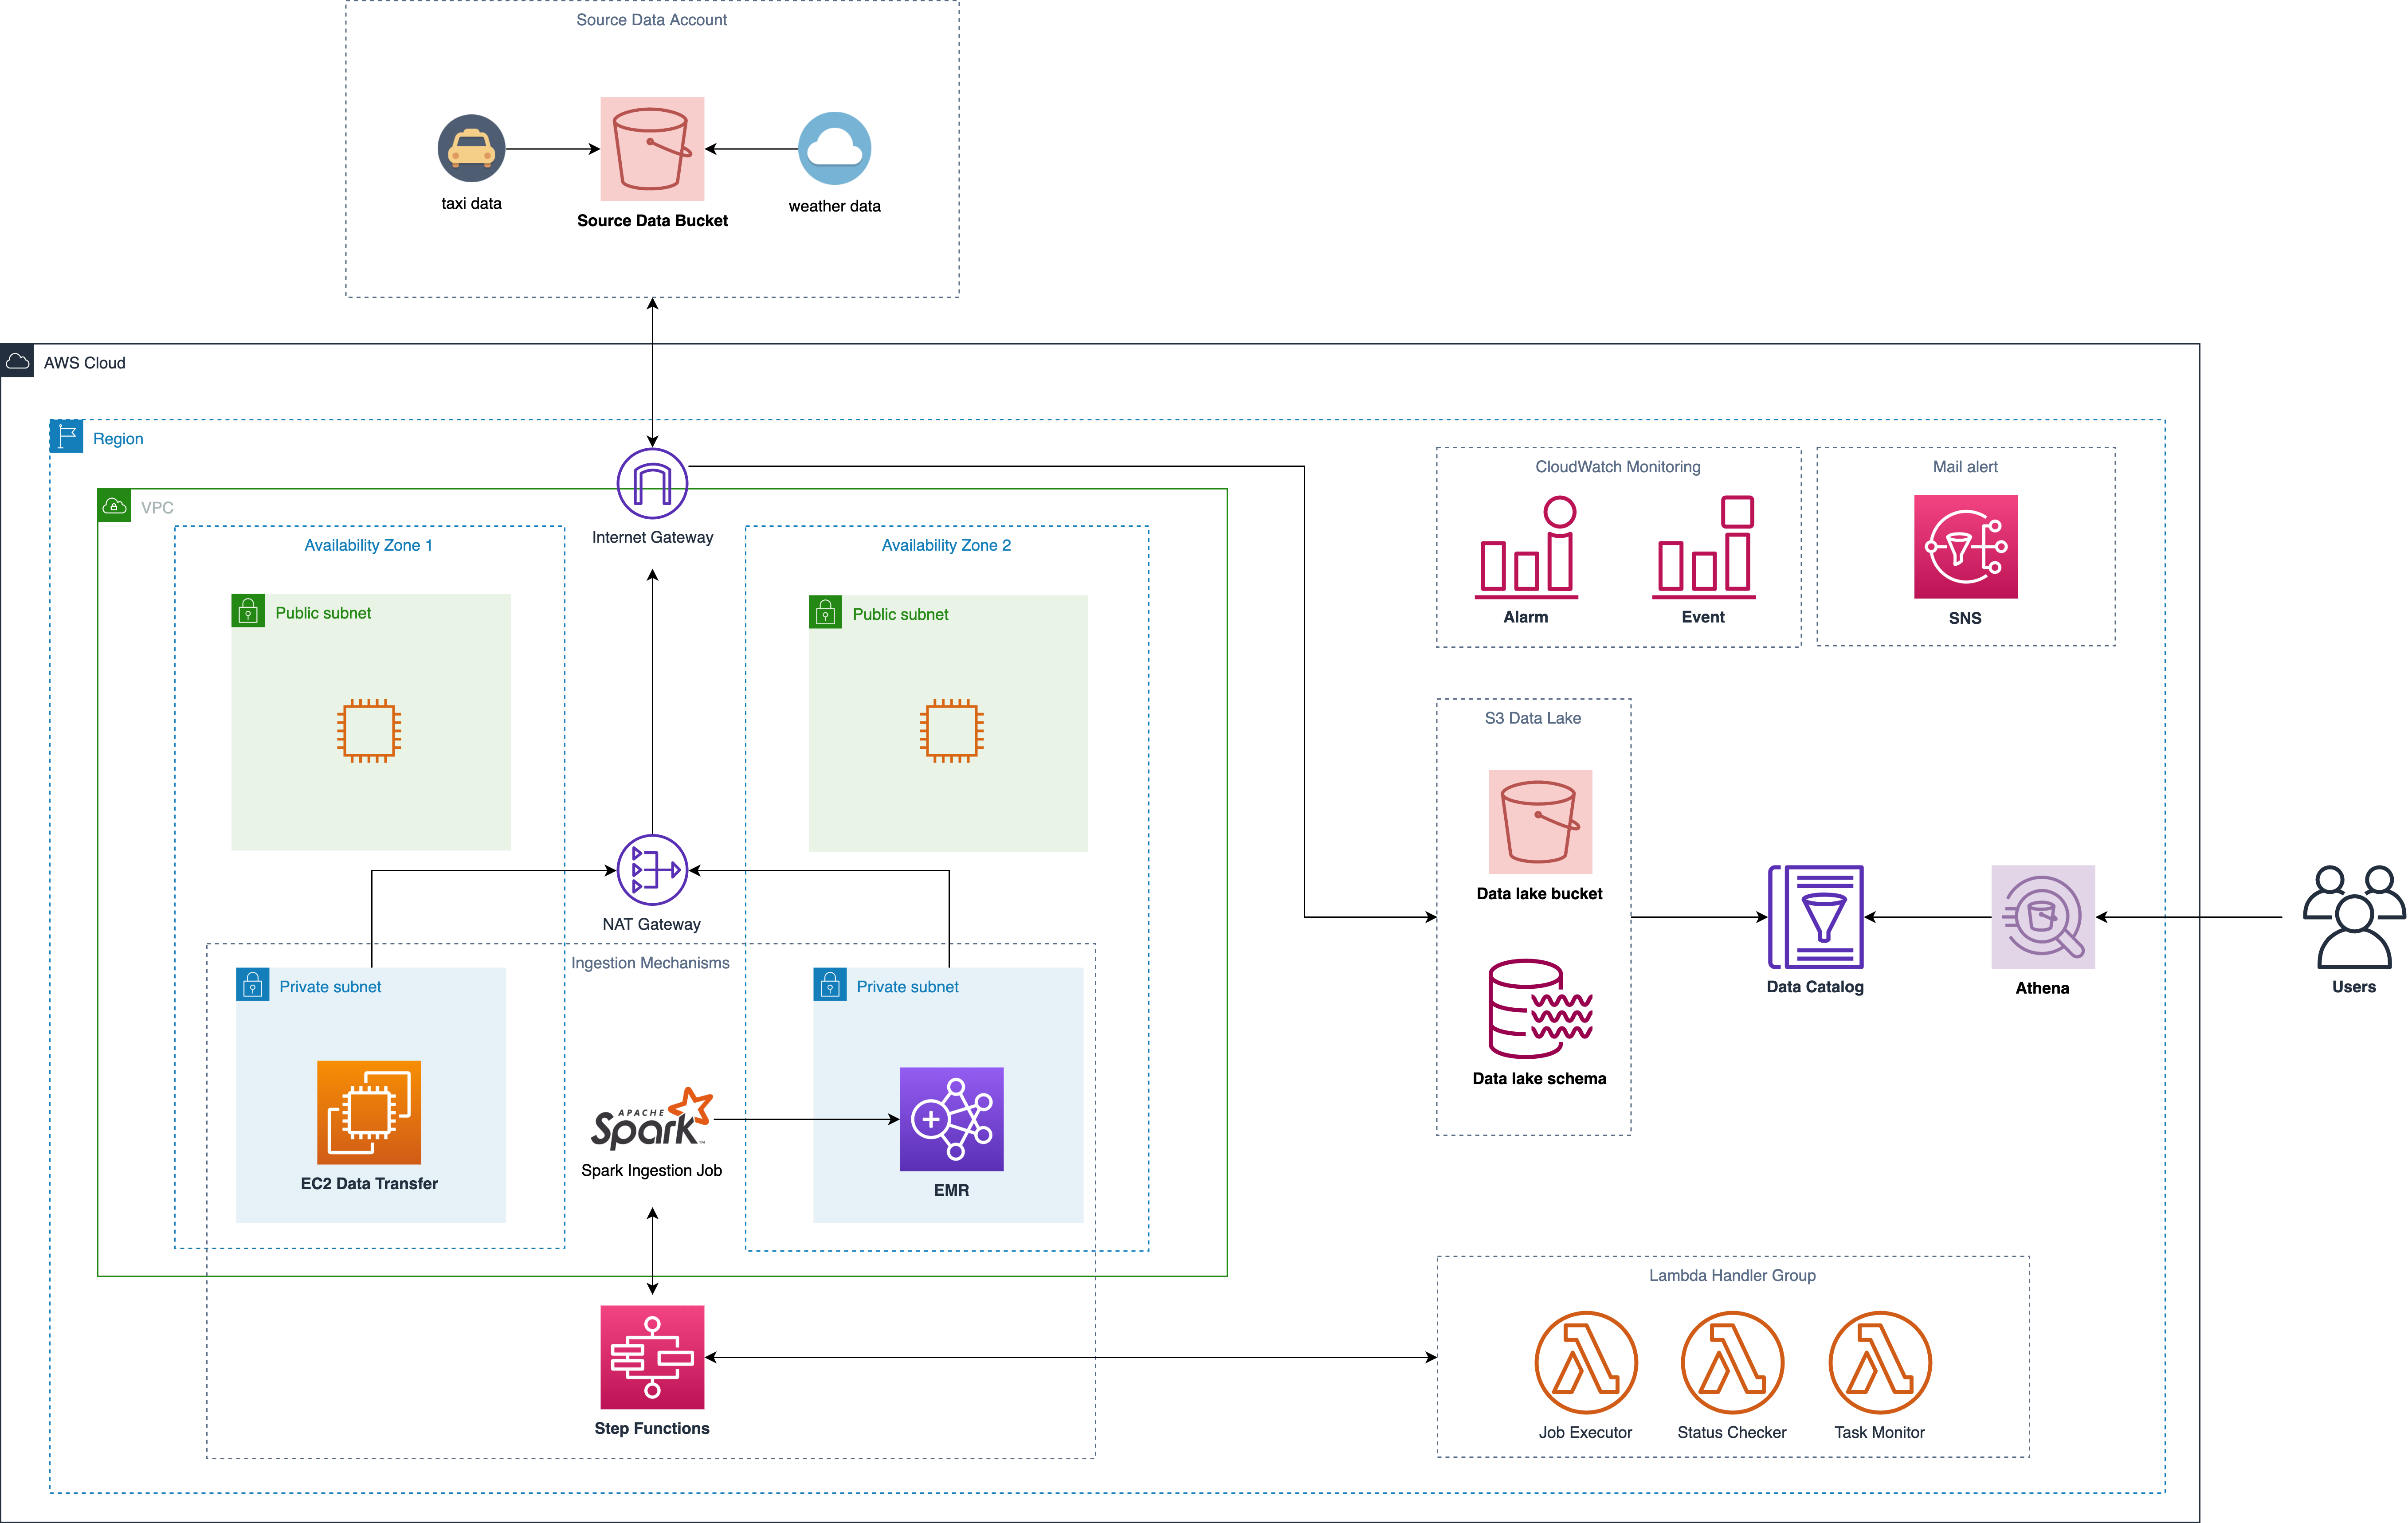 Source Data Account
taxi data
Source Data Bucket
weather data
AWS Cloud
Region
VPC
Internet Gateway
Availability Zone 1
Availability Zone 2
Public subnet
Public subnet
NAT Gateway
Ingestion Mechanisms
Private subnet
Private subnet
EC2 Data Transfer
APACHE
Spark™
Spark Ingestion Job
EMR
Step Functions
CloudWatch Monitoring
Alarm
Event
Mail alert
SNS
S3 Data Lake
Data lake bucket
Data lake schema
Data Catalog
Athena
Users
Lambda Handler Group
Job Executor
Status Checker
Task Monitor